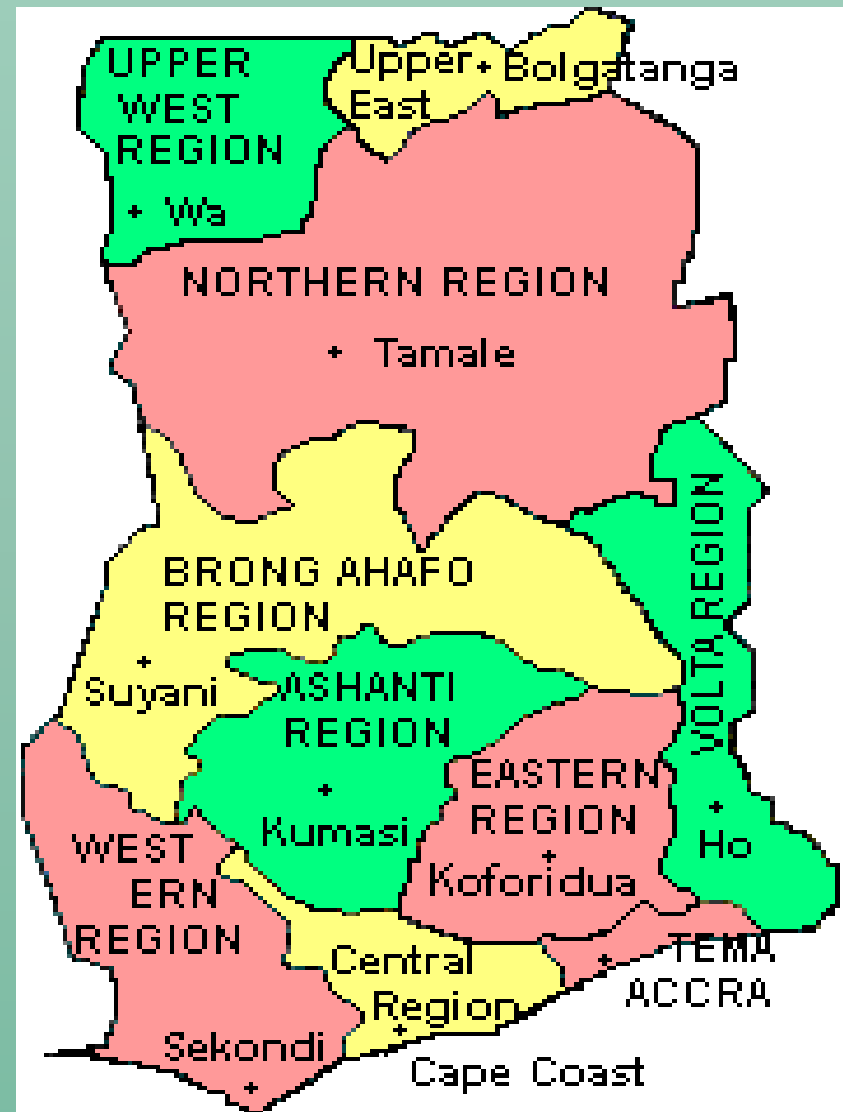 UPPER
WEST
REGION
Wa
Upper
East
Bolgatanga
NORTHERN REGION
Tamale
BRONG AHAFO
REGION
Suyani
ASHANTI
REGION
Kumasi
VOLTA REGION
Ho
EASTERN
REGION
Koforidua
WEST
ERN
REGION
Sekondi
Central
Region
Cape Coast
TEMA
ACCRA